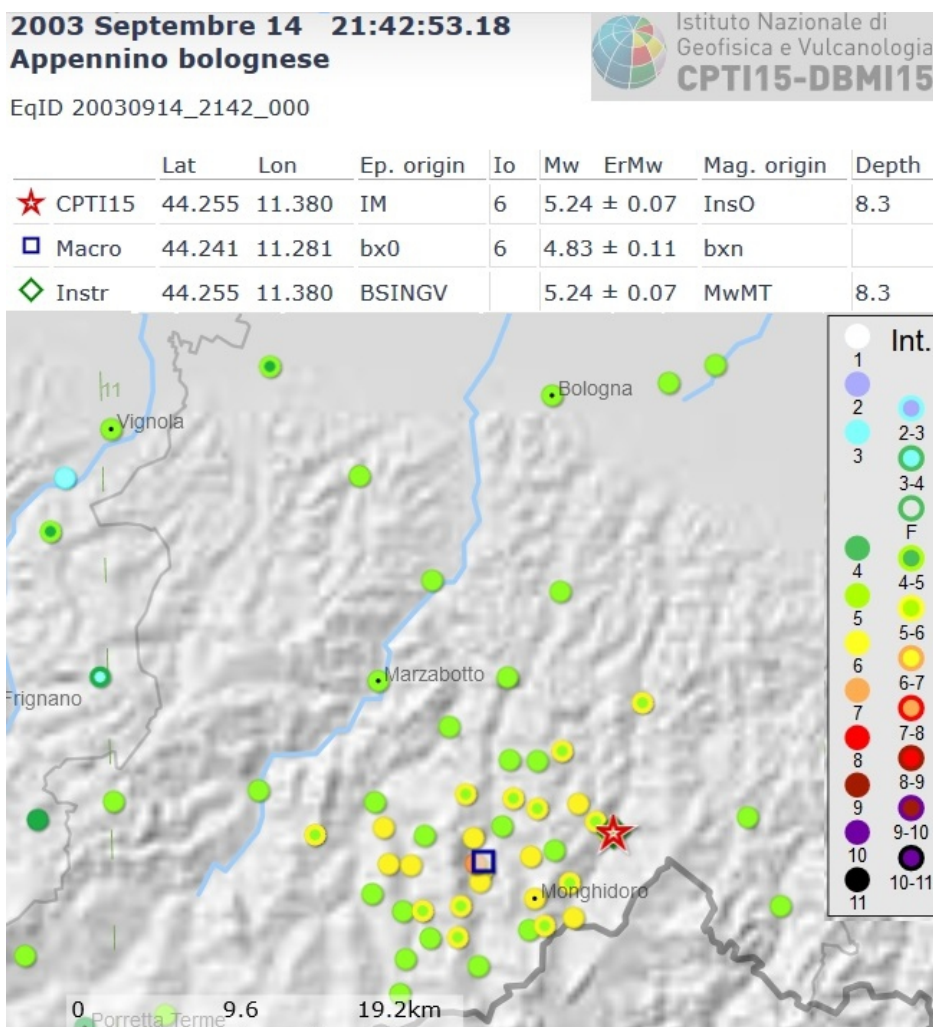 2003 Septembre 14 21:42:53.18
Appennino bolognese
EqID 20030914_2142_000
Istituto Nazionale di
Geofisica e Vulcanologia
CPTI15-DBMI15
Lat Lon Ep. origin Io Mw ErMw Mag. origin Depth
CPTI15 44.255 11.380 IM 6 5.24 ± 0.07 InsO 8.3
Macro 44.241 11.281 bx0 6 4.83 ± 0.11 bxn
Instr 44.255 11.380 BSINGV 5.24 ± 0.07 MwMT 8.3
Int.
1
2
2-3
3
3-4
F
4
4-5
5
5-6
6
6-7
7
7-8
8
8-9
9
9-10
10
10-11
11
11
Bologna
Vignola
Marzabotto
Frignano
Monghidoro
0 9.6 19.2km
Porretta Terme